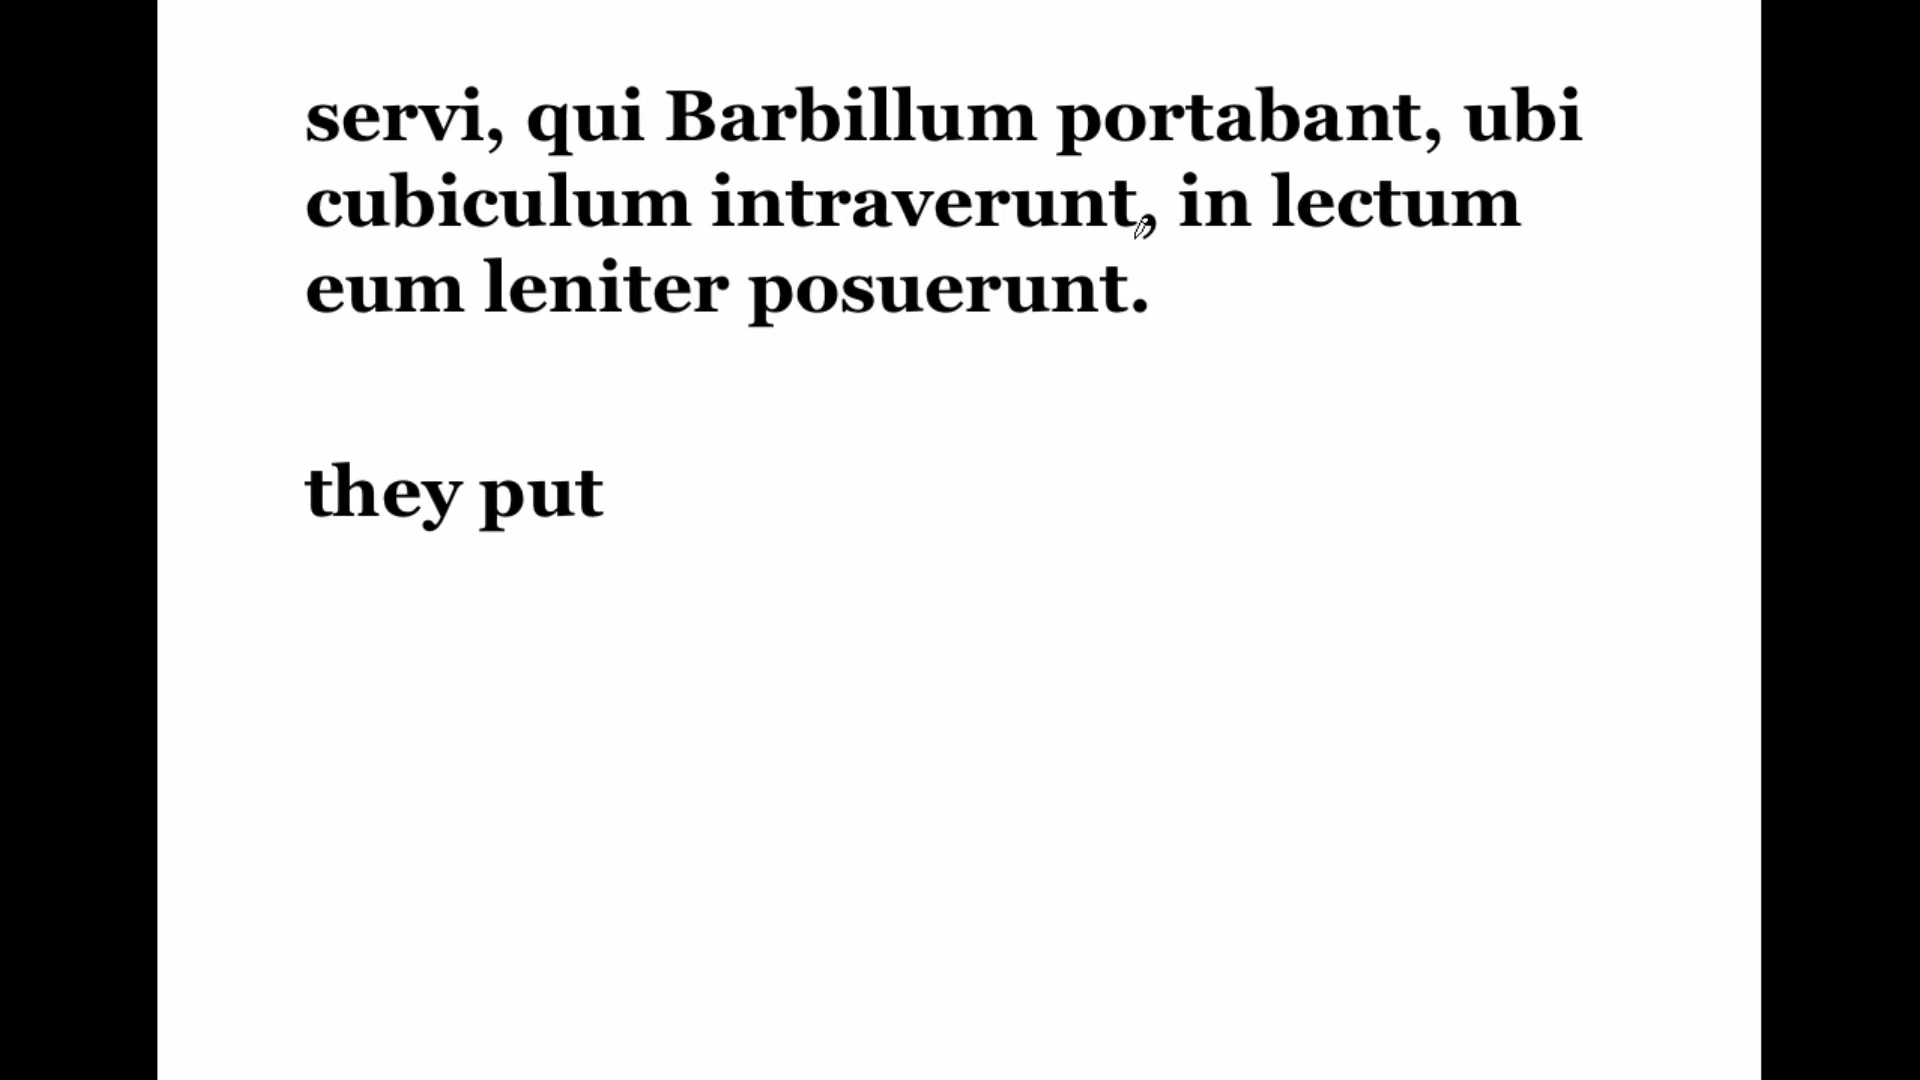 servi, qui Barbillum portabant, ubi
cubiculum intraverunt, in lectum
eum leniter posuerunt.
they put